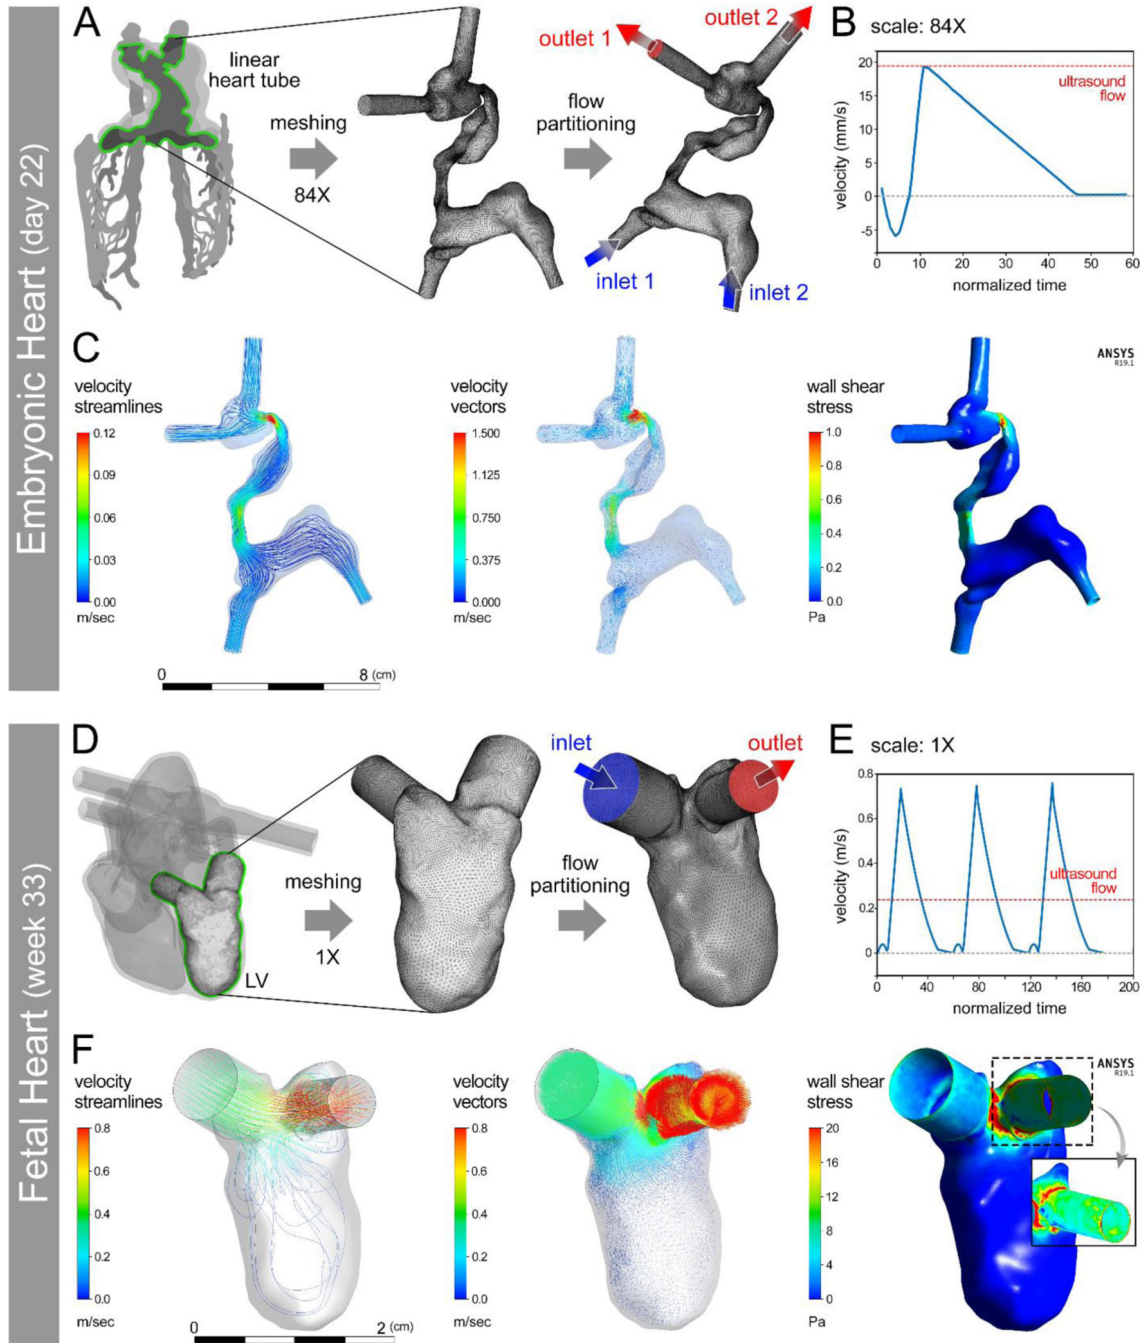 Embryonic Heart (day 22)
A
linear
heart tube
meshing
84X
flow
partitioning
outlet 1
outlet 2
inlet 1
inlet 2
B
scale: 84X
velocity (mm/s)
20
15
10
5
0
-5
ultrasound
flow
0 10 20 30 40 50 60
normalized time
C
velocity
streamlines
0.12
0.09
0.06
0.03
0.00
m/sec
velocity
vectors
1.500
1.125
0.750
0.375
0.000
m/sec
wall shear
stress
1.0
0.8
0.6
0.4
0.2
0.0
Pa
ANSYS
R19.1
0 8 (cm)
Fetal Heart (week 33)
D
LV
meshing
1X
flow
partitioning
inlet
outlet
E
scale: 1X
velocity (m/s)
0.8
0.6
0.4
0.2
0
ultrasound
flow
0 40 80 120 160 200
normalized time
F
velocity
streamlines
0.8
0.6
0.4
0.2
0.0
m/sec
velocity
vectors
0.8
0.6
0.4
0.2
0.0
m/sec
wall shear
stress
20
16
12
8
4
0
Pa
ANSYS
R19.1
0 2 (cm)